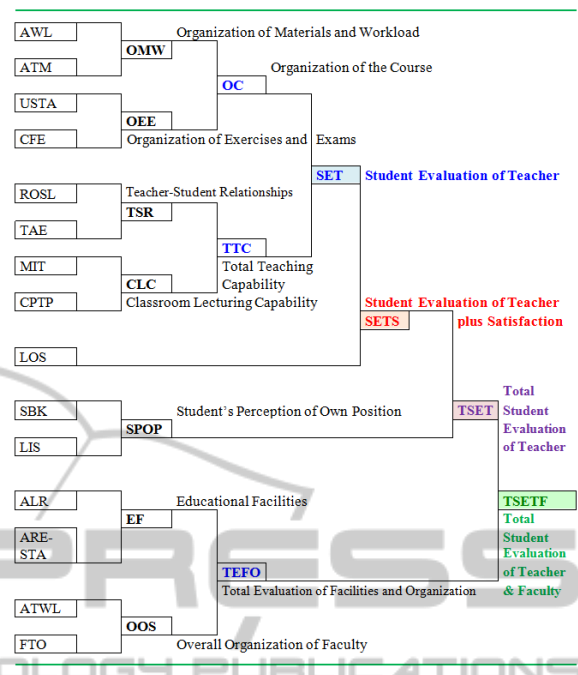 AWL
Organization of Materials and Workload
OMW
ATM
Organization of the Course
OC
USTA
OEE
CFE
Organization of Exercises and Exams
SET
Student Evaluation of Teacher
ROSL
Teacher-Student Relationships
TSR
TAE
TTC
MIT
Total Teaching
Capability
CLC
CPTP
Classroom Lecturing Capability
Student Evaluation of Teacher
SETS
plus Satisfaction
LOS
Total
SBK
Student's Perception of Own Position
TSET
Student
SPOP
Evaluation
LIS
of Teacher
ALR
Educational Facilities
TSETF
EF
Total
ARE-
STA
Student
Evaluation
TEFO
of Teacher
Total Evaluation of Facilities and Organization
& Faculty
ATWL
OOS
FTO
Overall Organization of Faculty
PRESS
OLOGY PUBLICATIONS